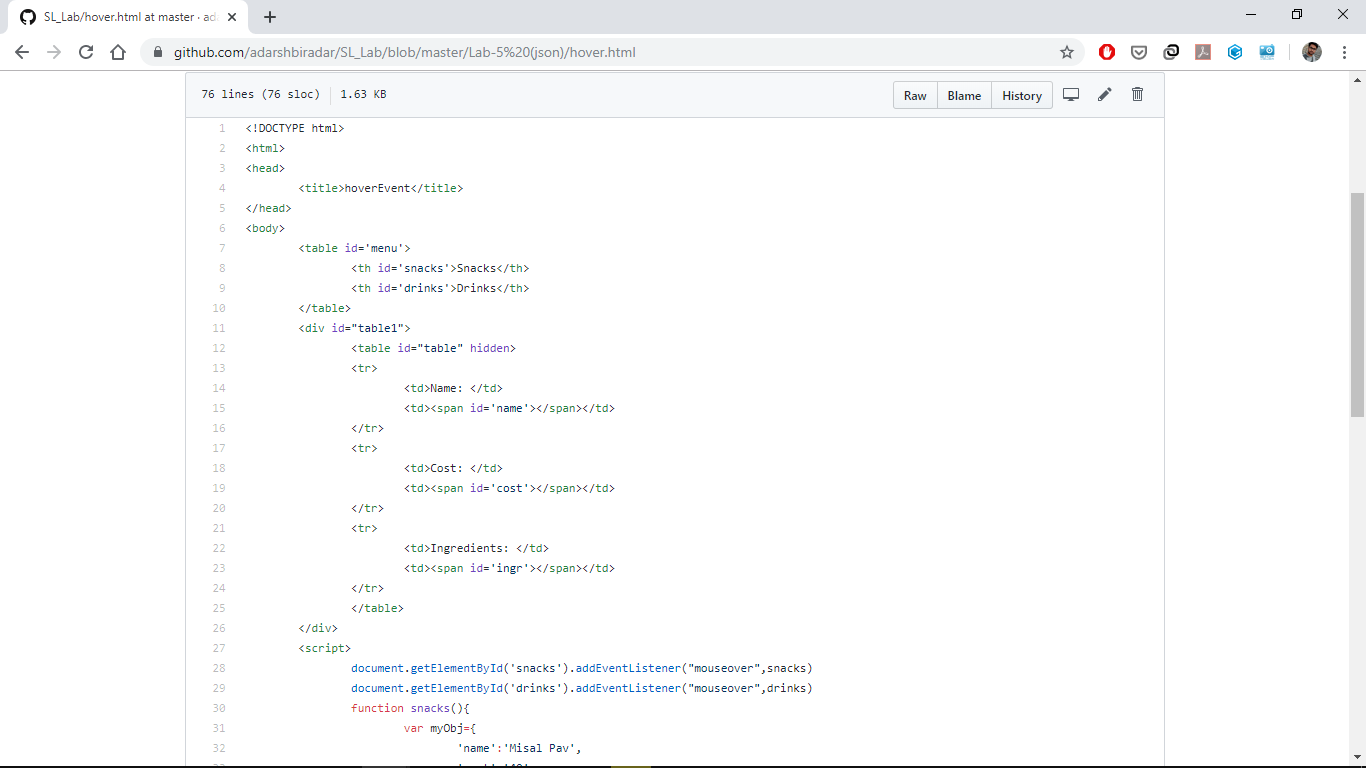 SL_Lab/hover.html at master · ada
github.com/adarshbiradar/SL_Lab/blob/master/Lab-5%20(json)/hover.html
76 lines (76 sloc) 1.63 KB
Raw Blame History
1 <!DOCTYPE html>
2 <html>
3 <head>
4 <title>hoverEvent</title>
5 </head>
6 <body>
7 <table id='menu'>
8 <th id='snacks'>Snacks</th>
9 <th id='drinks'>Drinks</th>
10 </table>
11 <div id="table1">
12 <table id="table" hidden>
13 <tr>
14 <td>Name: </td>
15 <td><span id='name'></span></td>
16 </tr>
17 <tr>
18 <td>Cost: </td>
19 <td><span id='cost'></span></td>
20 </tr>
21 <tr>
22 <td>Ingredients: </td>
23 <td><span id='ingr'></span></td>
24 </tr>
25 </table>
26 </div>
27 <script>
28 document.getElementById('snacks').addEventListener("mouseover",snacks)
29 document.getElementById('drinks').addEventListener("mouseover",drinks)
30 function snacks(){
31 var myObj={
32 'name':'Misal Pav',